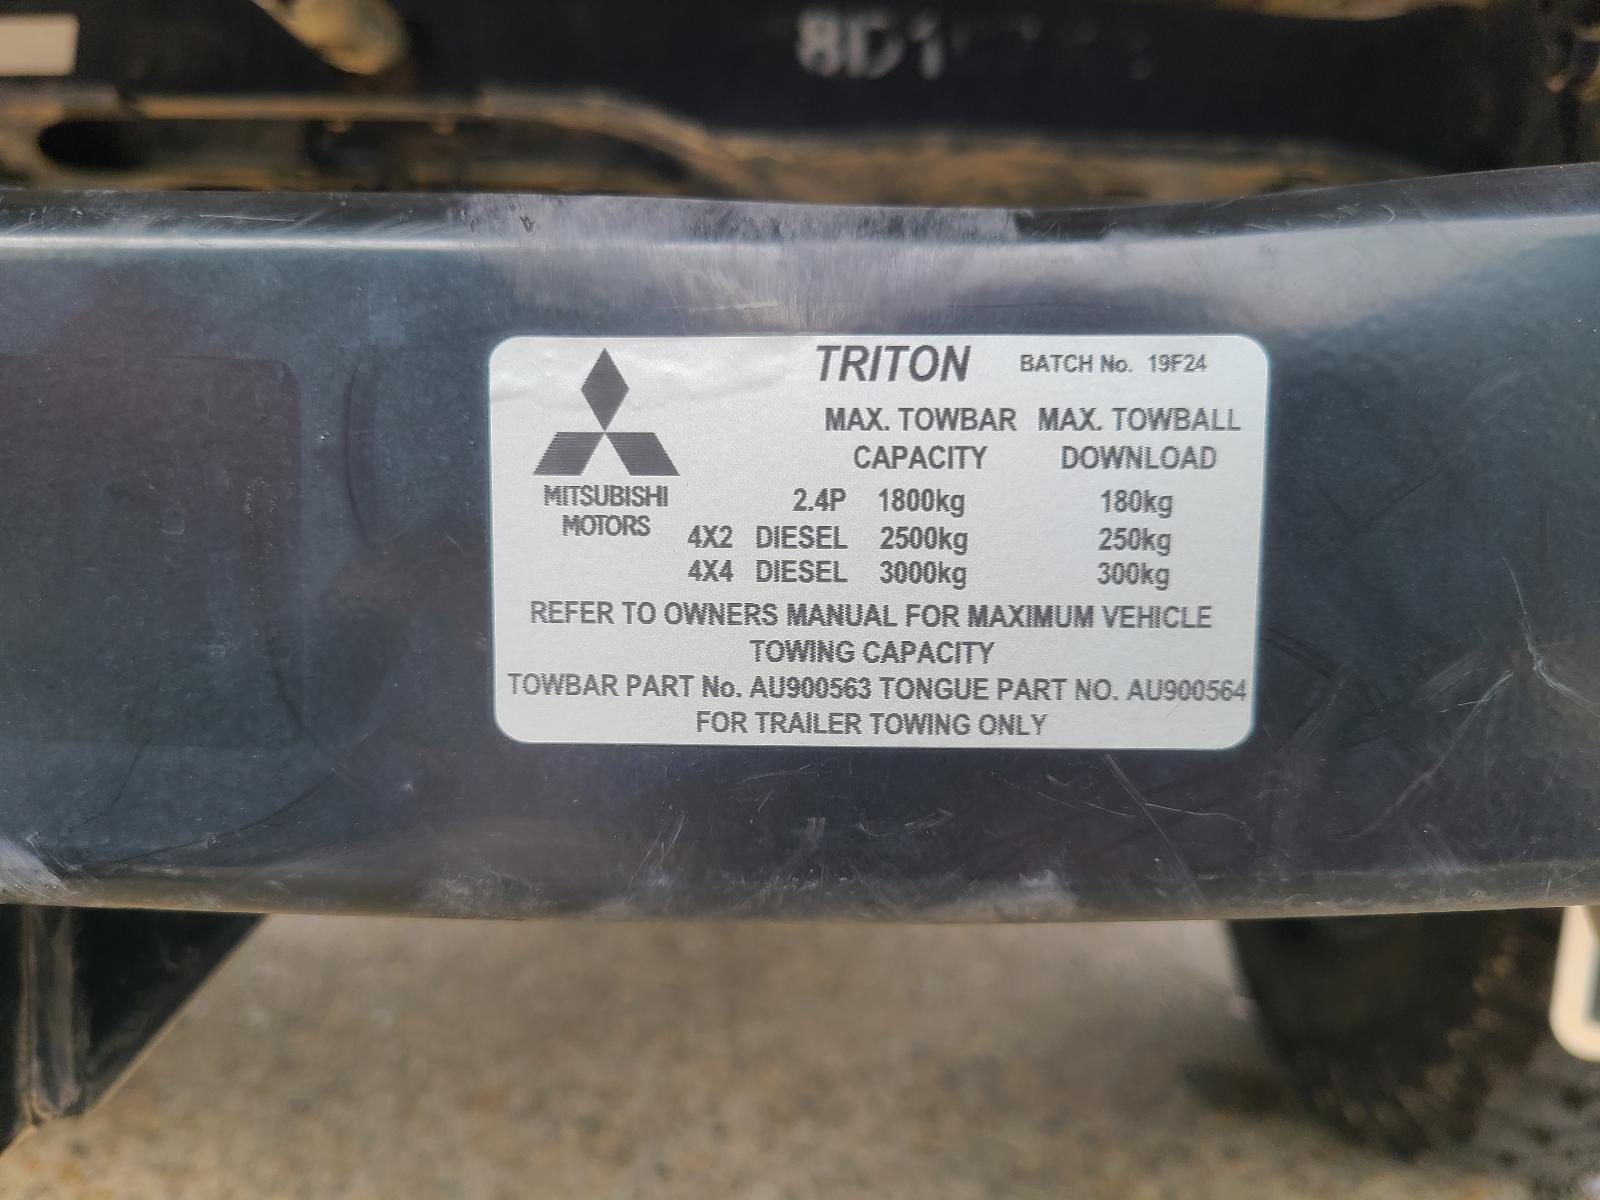 8D1
TRITON BATCH No. 19F24
MAX. TOWBAR MAX. TOWBALL
CAPACITY DOWNLOAD
MITSUBISHI
MOTORS
2.4P 1800kg 180kg
4X2 DIESEL 2500kg 250kg
4X4 DIESEL 3000kg 300kg
REFER TO OWNERS MANUAL FOR MAXIMUM VEHICLE
TOWING CAPACITY
TOWBAR PART No. AU900563 TONGUE PART NO. AU900564
FOR TRAILER TOWING ONLY